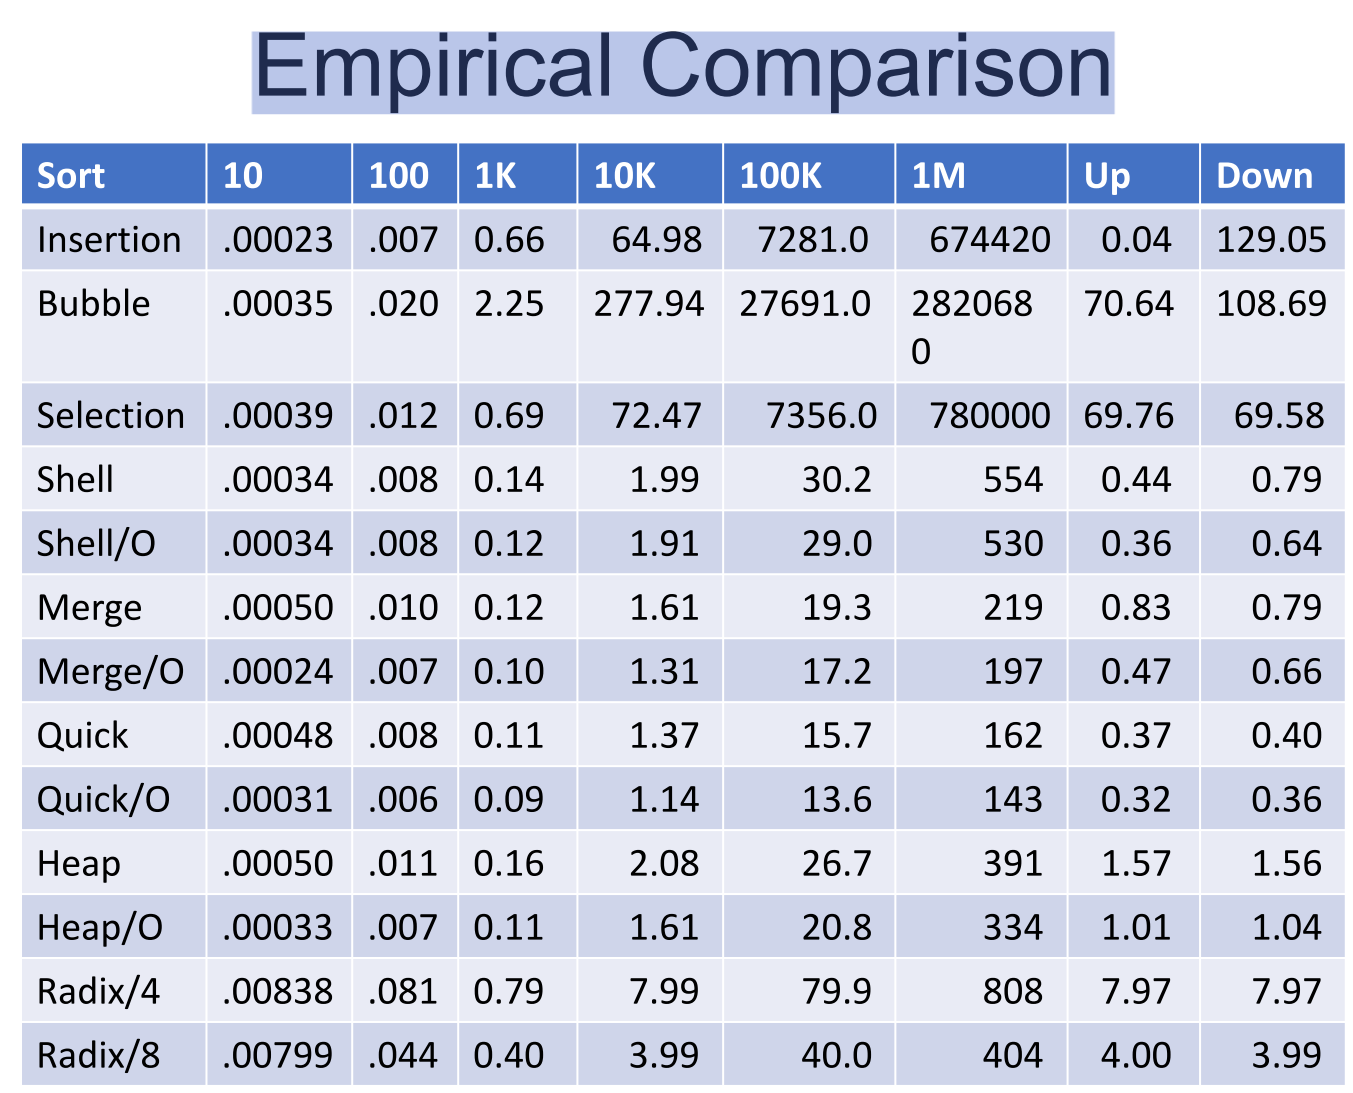 Empirical Comparison
Sort 10 100 1K 10K 100K 1M Up Down
Insertion .00023 .007 0.66 64.98 7281.0 674420 0.04 129.05
Bubble .00035 .020 2.25 277.94 27691.0 282068 70.64 108.69
0
Selection .00039 .012 0.69 72.47 7356.0 780000 69.76 69.58
Shell .00034 .008 0.14 1.99 30.2 554 0.44 0.79
Shell/O .00034 .008 0.12 1.91 29.0 530 0.36 0.64
Merge .00050 .010 0.12 1.61 19.3 219 0.83 0.79
Merge/O .00024 .007 0.10 1.31 17.2 197 0.47 0.66
Quick .00048 .008 0.11 1.37 15.7 162 0.37 0.40
Quick/O .00031 .006 0.09 1.14 13.6 143 0.32 0.36
Heap .00050 .011 0.16 2.08 26.7 391 1.57 1.56
Heap/O .00033 .007 0.11 1.61 20.8 334 1.01 1.04
Radix/4 .00838 .081 0.79 7.99 79.9 808 7.97 7.97
Radix/8 .00799 .044 0.40 3.99 40.0 404 4.00 3.99